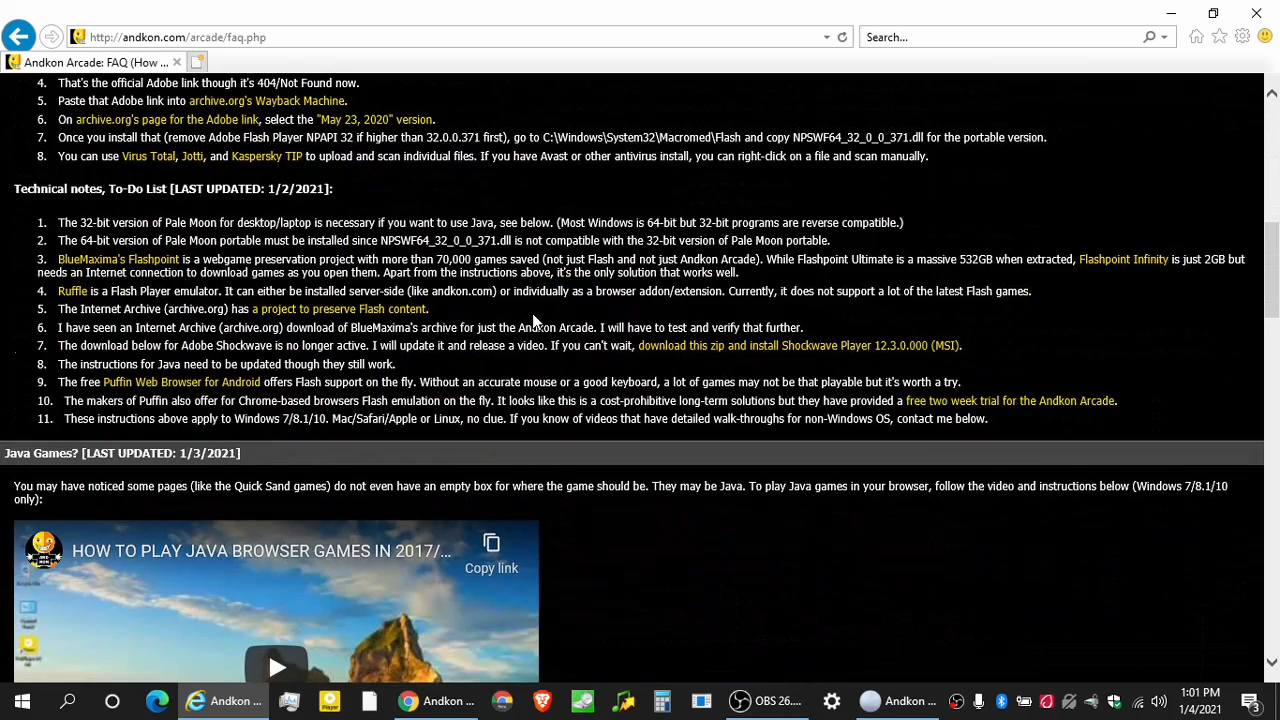 http://andkon.com/arcade/faq.php
Search...
Andkon Arcade: FAQ (How ...
4. That's the official Adobe link though it's 404/Not Found now.
5. Paste that Adobe link into archive.org's Wayback Machine.
6. On archive.org's page for the Adobe link, select the "May 23, 2020" version.
7. Once you install that (remove Adobe Flash Player NPAPI 32 if higher than 32.0.0.371 first), go to C:\Windows\System32\Macromed\Flash and copy NPSWF64_32_0_0_371.dll for the portable version.
8. You can use Virus Total, Jotti, and Kaspersky TIP to upload and scan individual files. If you have Avast or other antivirus install, you can right-click on a file and scan manually.
Technical notes, To-Do List [LAST UPDATED: 1/2/2021]:
1. The 32-bit version of Pale Moon for desktop/laptop is necessary if you want to use Java, see below. (Most Windows is 64-bit but 32-bit programs are reverse compatible.)
2. The 64-bit version of Pale Moon portable must be installed since NPSWF64_32_0_0_371.dll is not compatible with the 32-bit version of Pale Moon portable.
3. BlueMaxima's Flashpoint is a webgame preservation project with more than 70,000 games saved (not just Flash and not just Andkon Arcade). While Flashpoint Ultimate is a massive 532GB when extracted, Flashpoint Infinity is just 2GB but
needs an Internet connection to download games as you open them. Apart from the instructions above, it's the only solution that works well.
4. Ruffle is a Flash Player emulator. It can either be installed server-side (like andkon.com) or individually as a browser addon/extension. Currently, it does not support a lot of the latest Flash games.
5. The Internet Archive (archive.org) has a project to preserve Flash content.
6. I have seen an Internet Archive (archive.org) download of BlueMaxima's archive for just the Andkon Arcade. I will have to test and verify that further.
7. The download below for Adobe Shockwave is no longer active. I will update it and release a video. If you can't wait, download this zip and install Shockwave Player 12.3.0.000 (MSI).
8. The instructions for Java need to be updated though they still work.
9. The free Puffin Web Browser for Android offers Flash support on the fly. Without an accurate mouse or a good keyboard, a lot of games may not be that playable but it's worth a try.
10. The makers of Puffin also offer for Chrome-based browsers Flash emulation on the fly. It looks like this is a cost-prohibitive long-term solutions but they have provided a free two week trial for the Andkon Arcade.
11. These instructions above apply to Windows 7/8.1/10. Mac/Safari/Apple or Linux, no clue. If you know of videos that have detailed walk-throughs for non-Windows OS, contact me below.
Java Games? [LAST UPDATED: 1/3/2021]
You may have noticed some pages (like the Quick Sand games) do not even have an empty box for where the game should be. They may be Java. To play Java games in your browser, follow the video and instructions below (Windows 7/8.1/10
only):
HOW TO PLAY JAVA BROWSER GAMES IN 2017/...
Copy link
Andkon ...
Player
Andkon ...
OBS 26....
Andkon ...
1:01 PM
1/4/2021
3